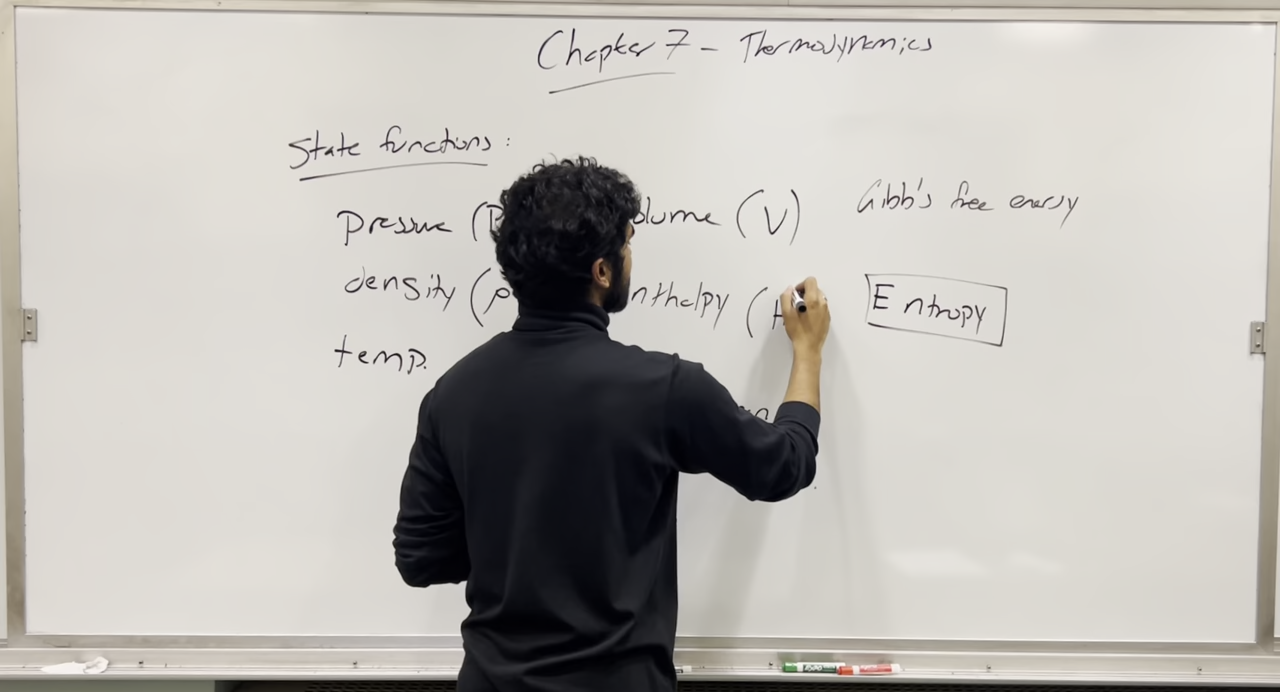 Chapter 7 - Thermodynamics
State functions:
pressure (P olume (V) Gibb's free energy
density (ρ nthalpy (H Entropy
temp.